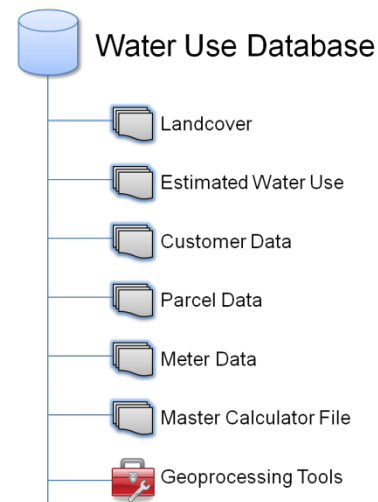 Water Use Database
Landcover
Estimated Water Use
Customer Data
Parcel Data
Meter Data
Master Calculator File
Geoprocessing Tools